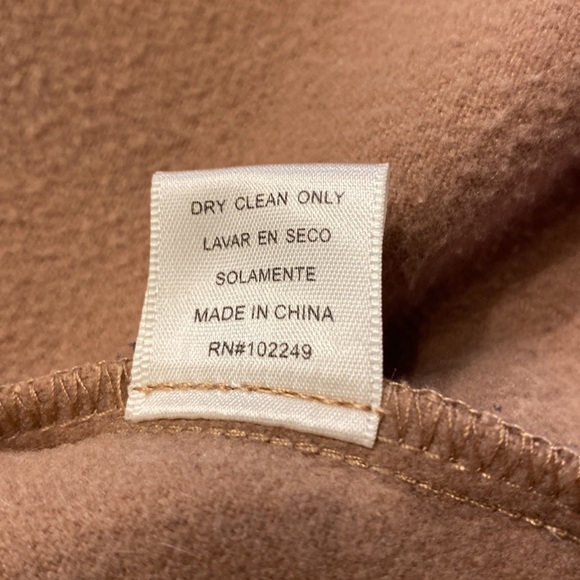 DRY CLEAN ONLY
LAVAR EN SECO
SOLAMENTE
MADE IN CHINA
RN#102249